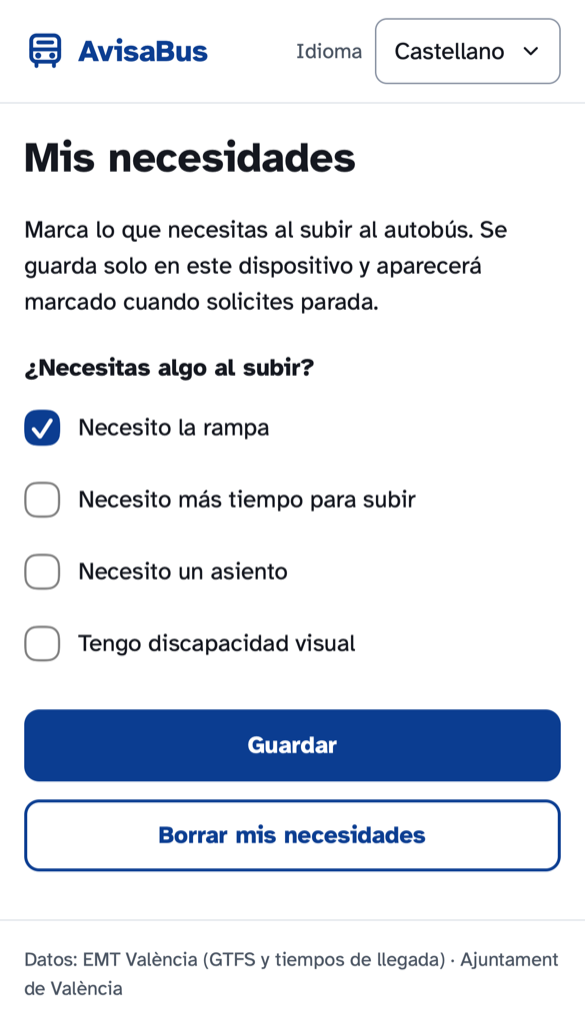 AvisaBus
Idioma
Castellano
Mis necesidades
Marca lo que necesitas al subir al autobús. Se
guarda solo en este dispositivo y aparecerá
marcado cuando solicites parada.
¿Necesitas algo al subir?
Necesito la rampa
Necesito más tiempo para subir
Necesito un asiento
Tengo discapacidad visual
Guardar
Borrar mis necesidades
Datos: EMT València (GTFS y tiempos de llegada) · Ajuntament
de València